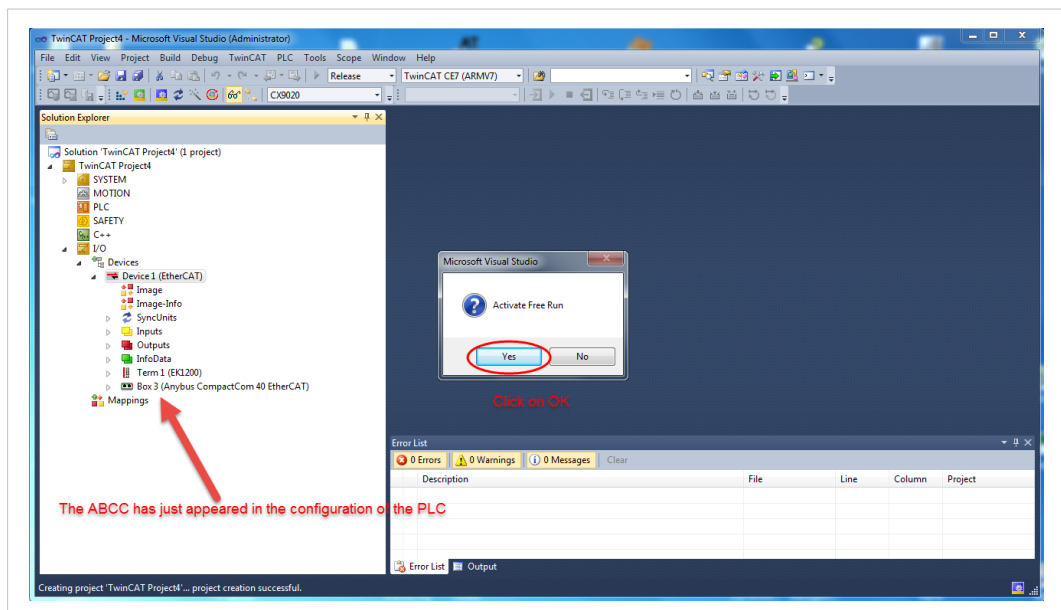 TwinCAT Project4 - Microsoft Visual Studio (Administrator)
File Edit View Project Build Debug TwinCAT PLC Tools Scope Window Help
Release TwinCAT CE7 (ARMV7)
CX9020
Solution Explorer
Solution 'TwinCAT Project4' (1 project)
TwinCAT Project4
SYSTEM
MOTION
PLC
SAFETY
C++
I/O
Devices
Device 1 (EtherCAT)
Image
Image-Info
SyncUnits
Inputs
Outputs
InfoData
Term 1 (EK1200)
Box 3 (Anybus CompactCom 40 EtherCAT)
Mappings
Microsoft Visual Studio
Activate Free Run
Yes No
Click on OK
The ABCC has just appeared in the configuration of the PLC
Error List
0 Errors 0 Warnings 0 Messages Clear
Description File Line Column Project
Error List Output
Creating project 'TwinCAT Project4'... project creation successful.